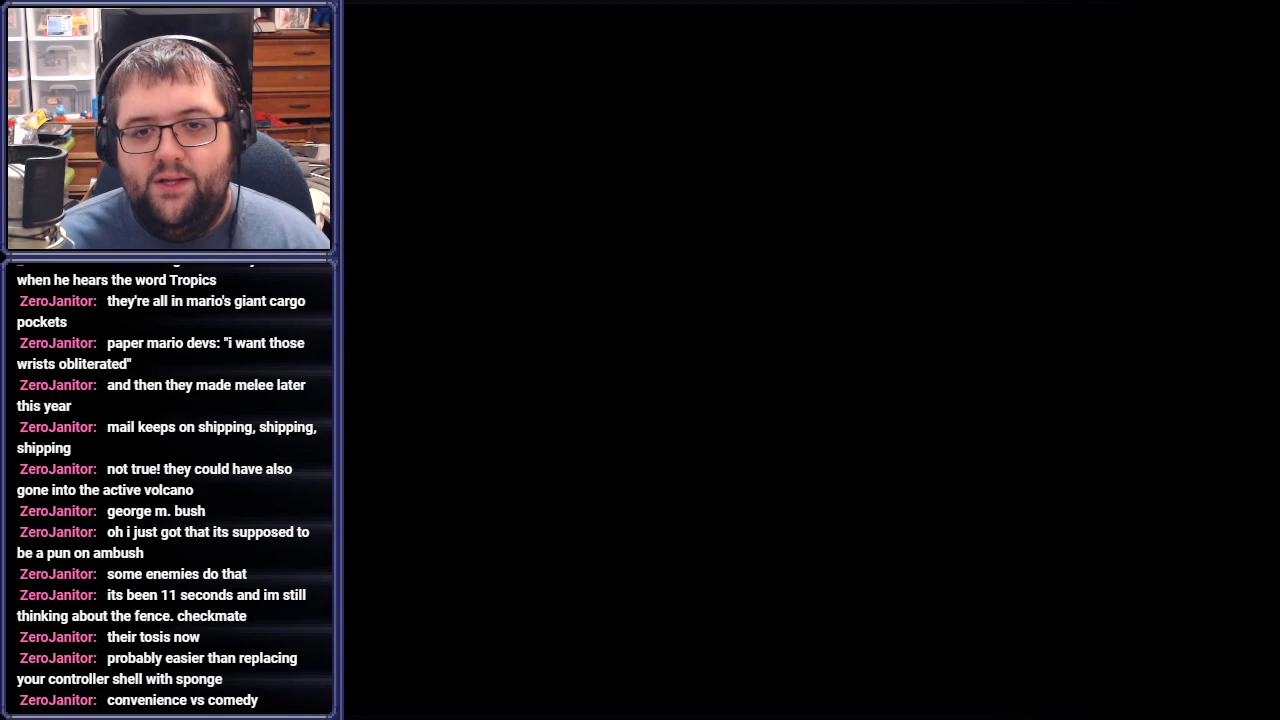 when he hears the word Tropics
ZeroJanitor: they're all in mario's giant cargo
pockets
ZeroJanitor: paper mario devs: "i want those
wrists obliterated"
ZeroJanitor: and then they made melee later
this year
ZeroJanitor: mail keeps on shipping, shipping,
shipping
ZeroJanitor: not true! they could have also
gone into the active volcano
ZeroJanitor: george m. bush
ZeroJanitor: oh i just got that its supposed to
be a pun on ambush
ZeroJanitor: some enemies do that
ZeroJanitor: its been 11 seconds and im still
thinking about the fence. checkmate
ZeroJanitor: their tosis now
ZeroJanitor: probably easier than replacing
your controller shell with sponge
ZeroJanitor: convenience vs comedy